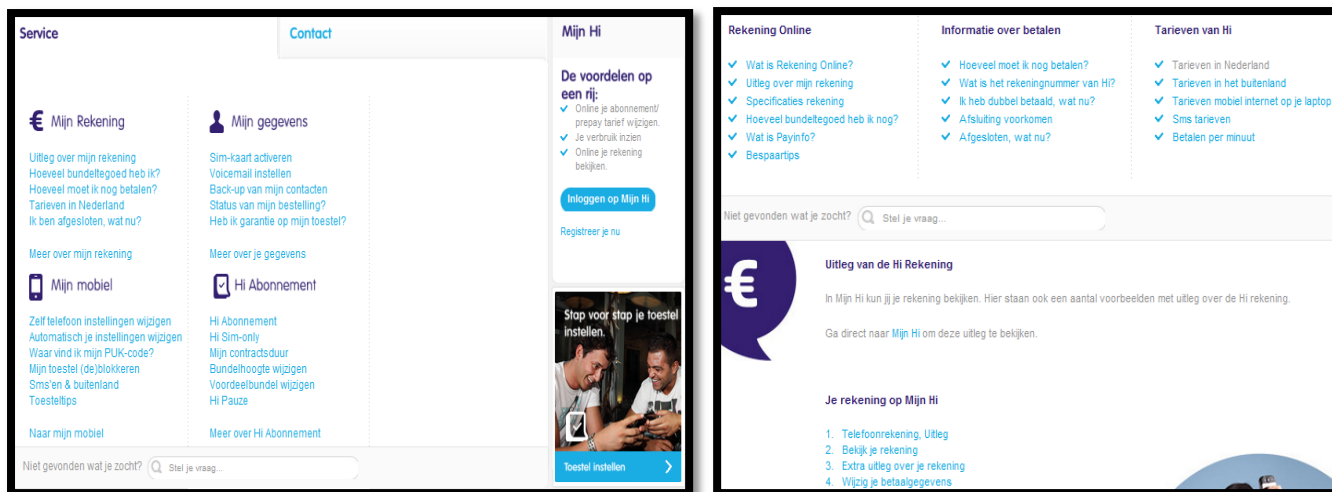 Service
Contact
€ Mijn Rekening
Uitleg over mijn rekening
Hoeveel bundeltegoed heb ik?
Hoeveel moet ik nog betalen?
Tarieven in Nederland
Ik ben afgesloten, wat nu?
Meer over mijn rekening
Mijn gegevens
Sim-kaart activeren
Voicemail instellen
Back-up van mijn contacten
Status van mijn bestelling?
Heb ik garantie op mijn toestel?
Meer over je gegevens
Mijn mobiel
Zelf telefoon instellingen wijzigen
Automatisch je instellingen wijzigen
Waar vind ik mijn PUK-code?
Mijn toestel (de)blokkeren
Sms'en & buitenland
Toesteltips
Naar mijn mobiel
Hi Abonnement
Hi Abonnement
Hi Sim-only
Mijn contractsduur
Bundelhoogte wijzigen
Voordeelbundel wijzigen
Hi Pauze
Meer over Hi Abonnement
Niet gevonden wat je zocht? Stel je vraag...
Mijn Hi
De voordelen op
een rij:
Online je abonnement/
prepay tarief wijzigen.
Je verbruik inzien
Online je rekening
bekijken.
Inloggen op Mijn Hi
Registreer je nu
Stap voor stap je toestel
instellen.
Toestel instellen
Rekening Online
Wat is Rekening Online?
Uitleg over mijn rekening
Specificaties rekening
Hoeveel bundeltegoed heb ik nog?
Wat is Payinfo?
Bespaartips
Informatie over betalen
Hoeveel moet ik nog betalen?
Wat is het rekeningnummer van Hi?
Ik heb dubbel betaald, wat nu?
Afsluiting voorkomen
Afgesloten, wat nu?
Tarieven van Hi
Tarieven in Nederland
Tarieven in het buitenland
Tarieven mobiel internet op je laptop
Sms tarieven
Betalen per minuut
Niet gevonden wat je zocht? Stel je vraag...
€
Uitleg van de Hi Rekening
In Mijn Hi kun jij je rekening bekijken. Hier staan ook een aantal voorbeelden met uitleg over de Hi rekening.
Ga direct naar Mijn Hi om deze uitleg te bekijken.
Je rekening op Mijn Hi
1. Telefoonrekening, Uitleg
2. Bekijk je rekening
3. Extra uitleg over je rekening
4. Wijzig je betaalgegevens